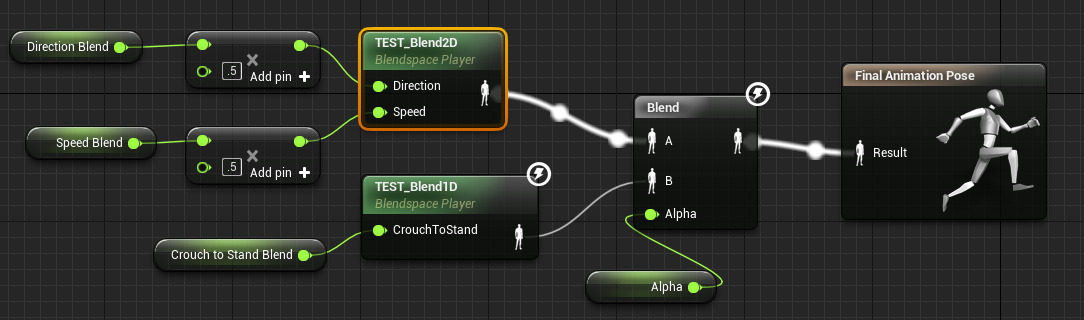 Direction Blend
.5
Add pin +
TEST_Blend2D
Blendspace Player
Direction
Speed
Speed Blend
.5
Add pin +
TEST_Blend1D
Blendspace Player
CrouchToStand
Crouch to Stand Blend
Blend
A
B
Alpha
Alpha
Final Animation Pose
Result